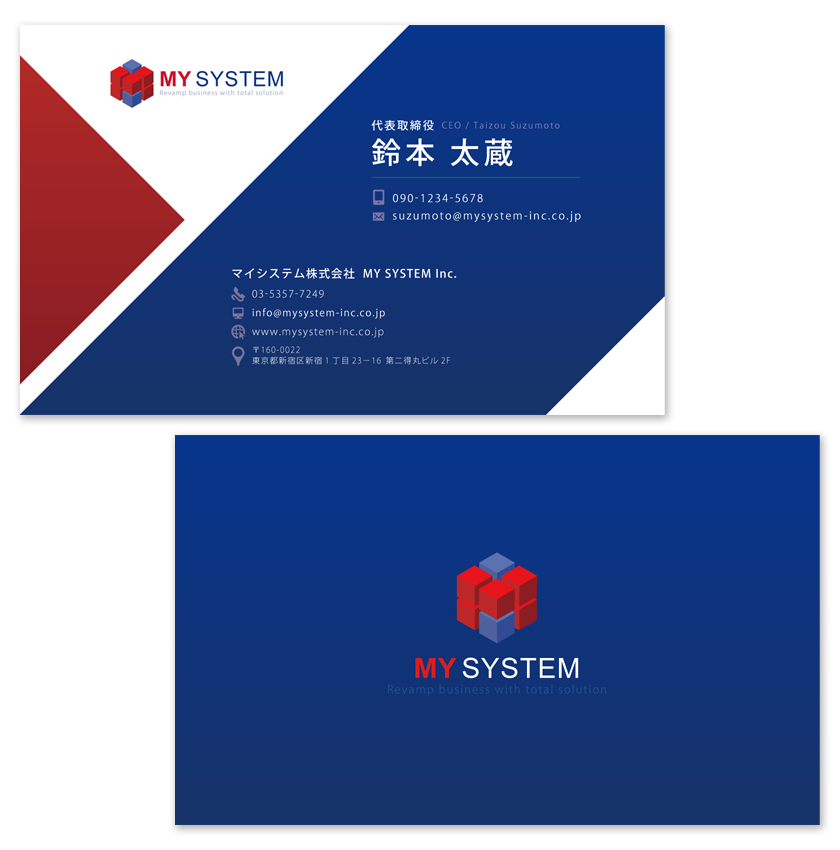 MY SYSTEM
Revamp business with total solution
代表取締役 CEO / Taizou Suzumoto
鈴本 太蔵
090-1234-5678
suzumoto@mysystem-inc.co.jp
マイシステム株式会社 MY SYSTEM Inc.
03-5357-7249
info@mysystem-inc.co.jp
www.mysystem-inc.co.jp
〒160-0022
東京都新宿区新宿1丁目23−16 第二得丸ビル2F
MY SYSTEM
Revamp business with total solution